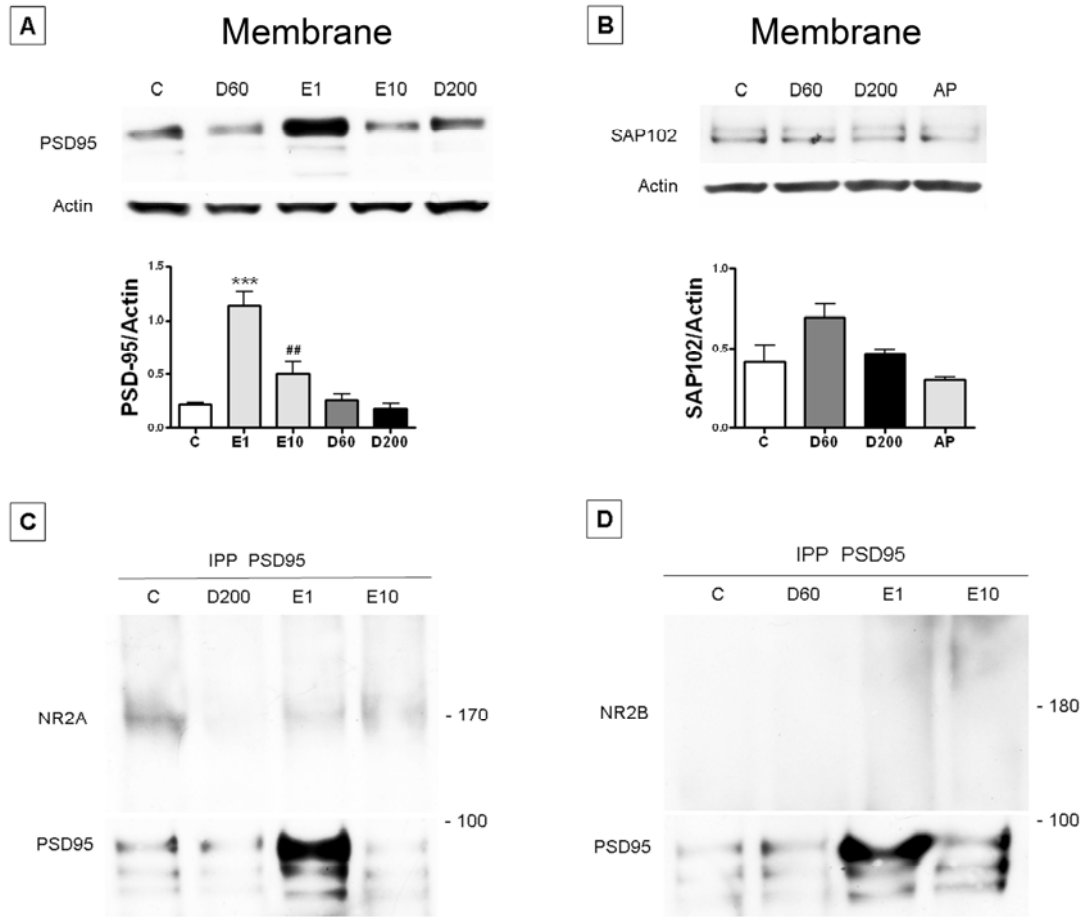 A
Membrane
C D60 E1 E10 D200
PSD95
Actin
PSD-95/Actin
1.5
1.0
0.5
0.0
***
##
C E1 E10 D60 D200
B
Membrane
C D60 D200 AP
SAP102
Actin
SAP102/Actin
1.0
0.5
0.0
C D60 D200 AP
C
IPP PSD95
C D200 E1 E10
NR2A
- 170
- 100
PSD95
D
IPP PSD95
C D60 E1 E10
NR2B
- 180
- 100
PSD95